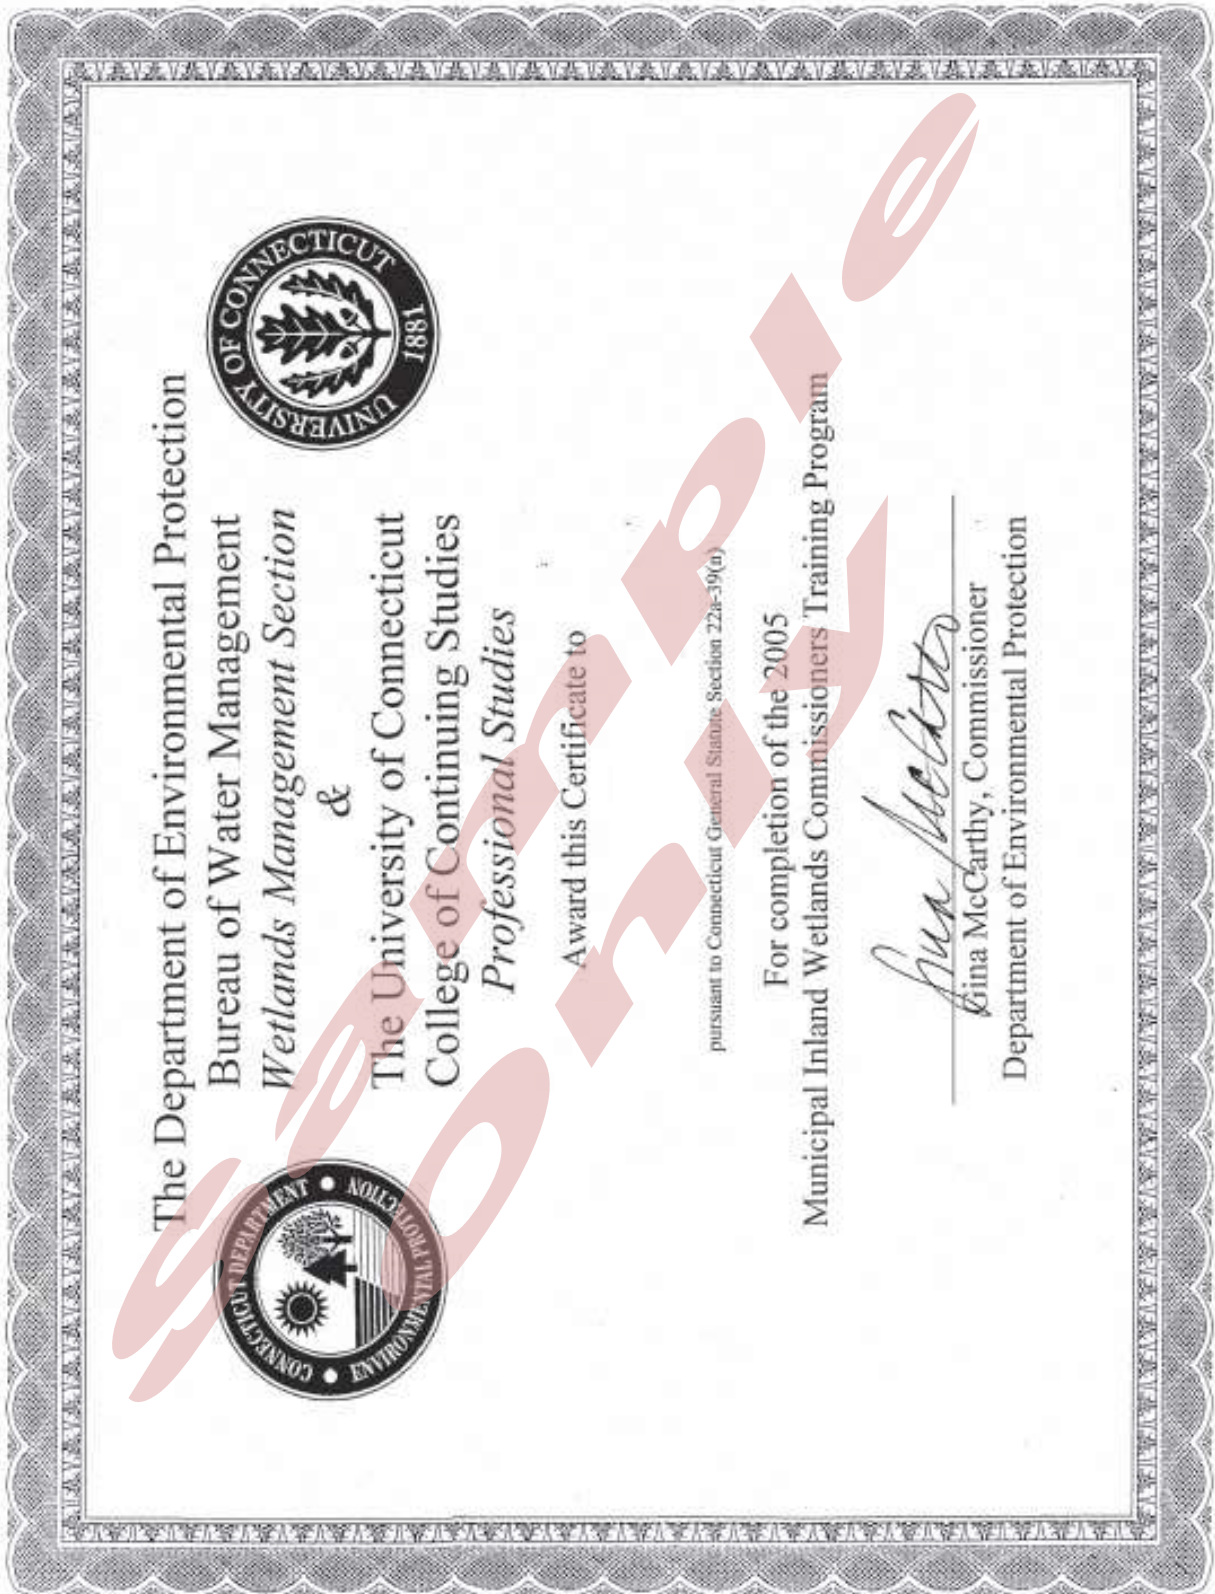 The Department of Environmental Protection
Bureau of Water Management
Wetlands Management Section
&
The University of Connecticut
College of Continuing Studies
Professional Studies
CONNECTICUT DEPARTMENT
ENVIRONMENTAL PROTECTION
UNIVERSITY OF CONNECTICUT
1881
Award this Certificate to
pursuant to Connecticut General Statute Section 22a-39(n)
For completion of the 2005
Municipal Inland Wetlands Commissioners Training Program
Gina McCarthy
Gina McCarthy, Commissioner
Department of Environmental Protection
Sample
only